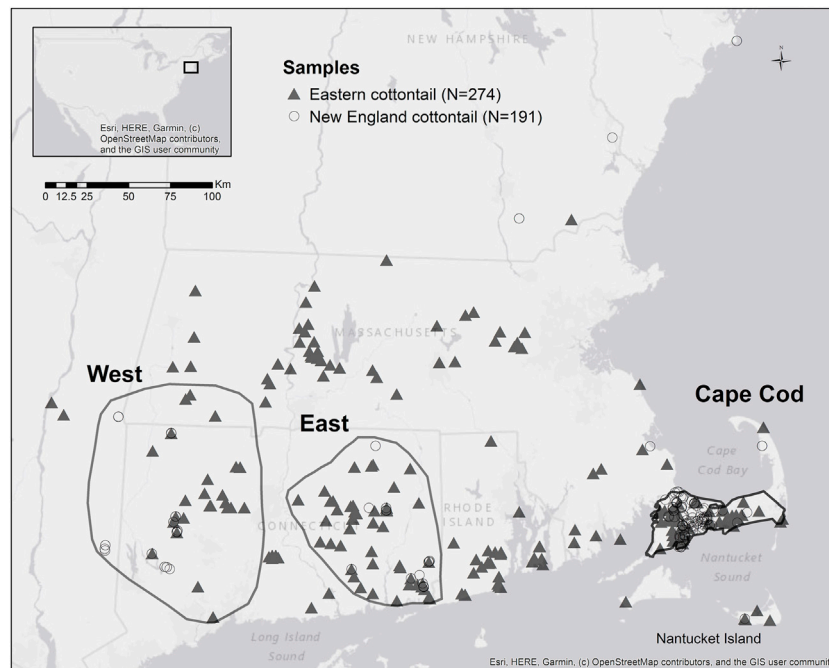 NEW HAMPSHIRE
N
Samples
Eastern cottontail (N=274)
New England cottontail (N=191)
Esri, HERE, Garmin, (c)
OpenStreetMap contributors,
and the GIS user community
Km
0 12.5 25 50 75 100
MASSACHUSETTS
West
Cape Cod
East
Cape
Cod Bay
RHODE
ISLAND
CONNECTICUT
Nantucket
Sound
Long Island
Sound
Nantucket Island
Esri, HERE, Garmin, (c) OpenStreetMap contributors, and the GIS user community